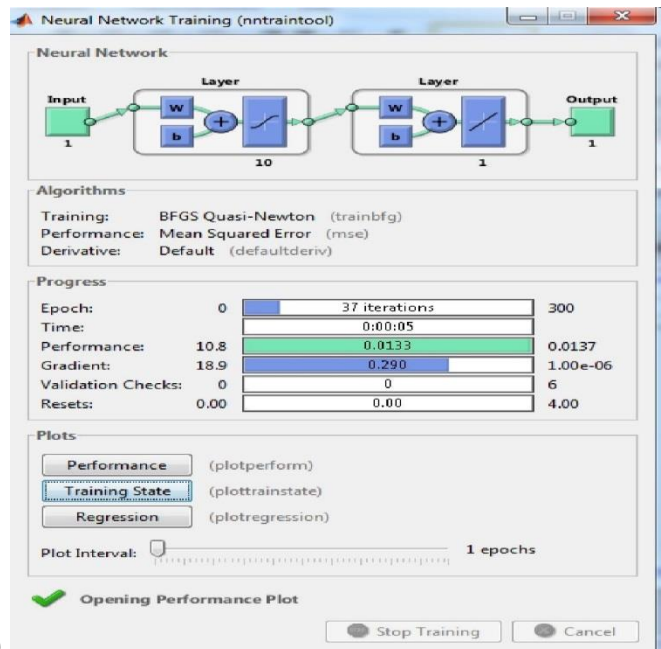 Neural Network Training (nntraintool)
Neural Network
Layer Layer
Input Output
W W
b b
1 10 1 1
Algorithms
Training: BFGS Quasi-Newton (trainbfg)
Performance: Mean Squared Error (mse)
Derivative: Default (defaultderiv)
Progress
Epoch: 0 37 iterations 300
Time: 0:00:05
Performance: 10.8 0.0133 0.0137
Gradient: 18.9 0.290 1.00e-06
Validation Checks: 0 0 6
Resets: 0.00 0.00 4.00
Plots
Performance (plotperform)
Training State (plottrainstate)
Regression (plotregression)
Plot Interval: 1 epochs
Opening Performance Plot
Stop Training Cancel